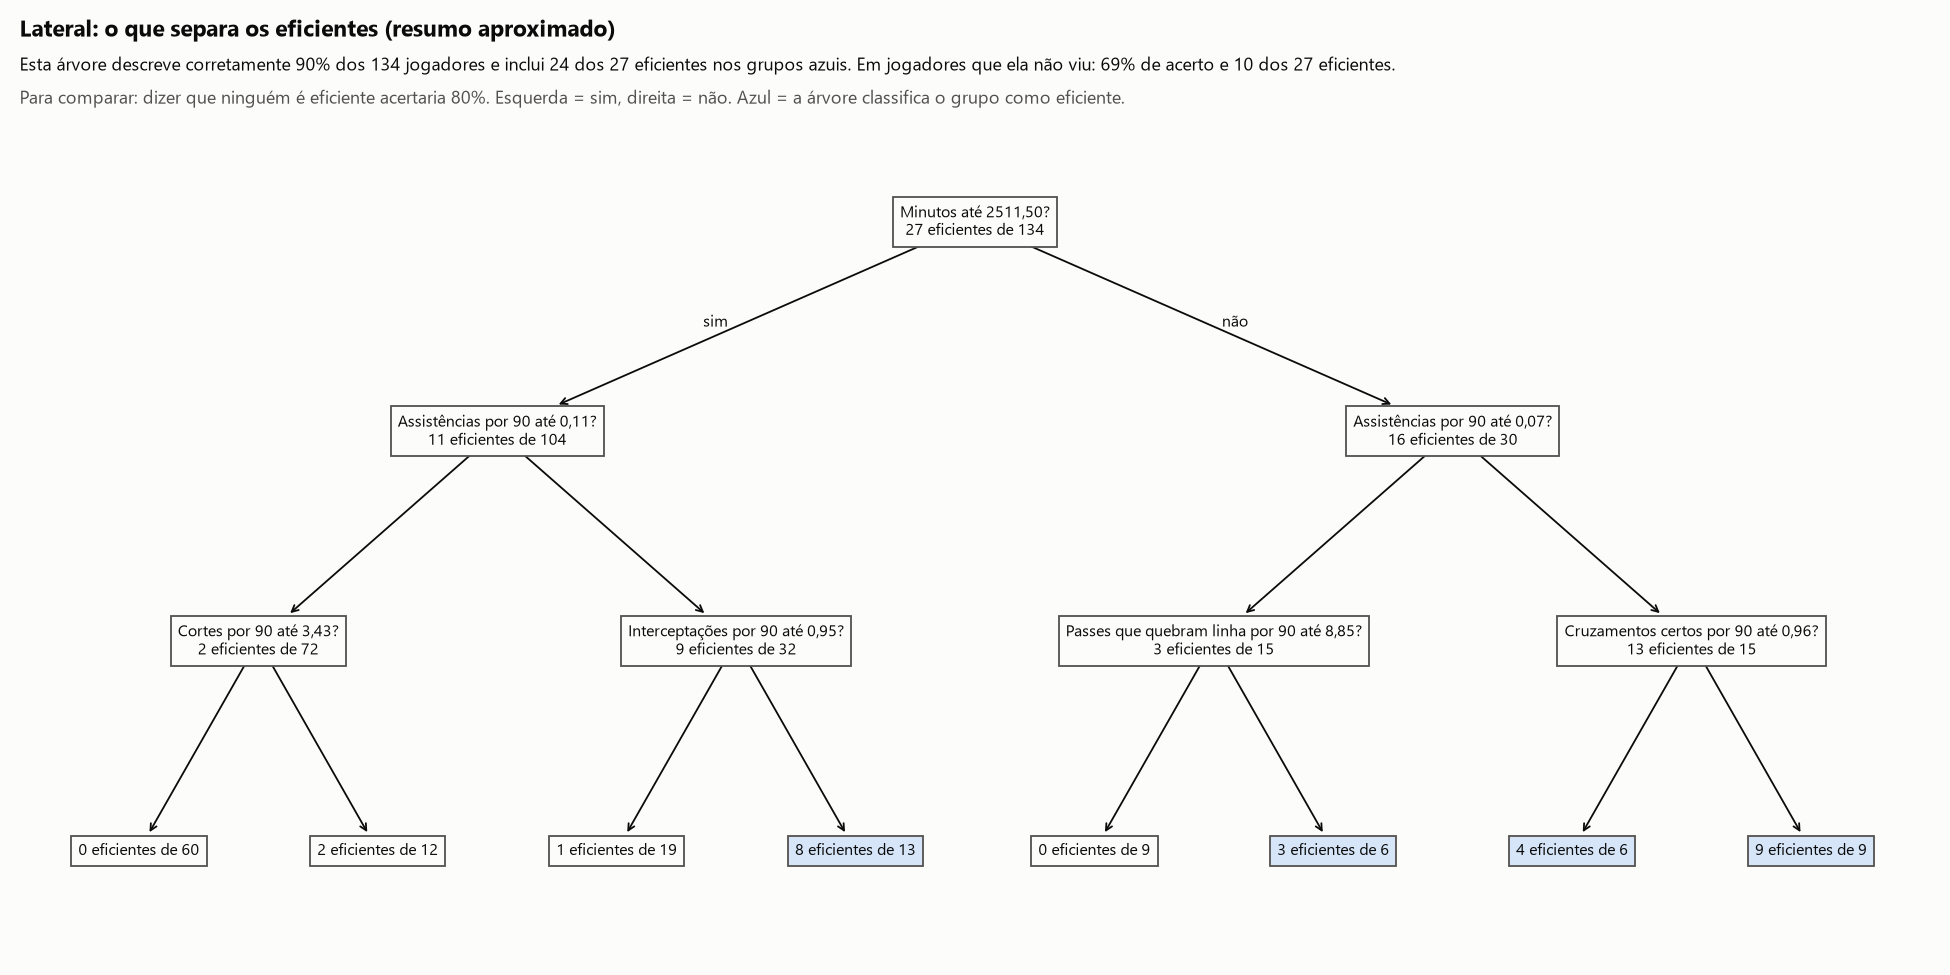 Lateral: o que separa os eficientes (resumo aproximado)
Esta árvore descreve corretamente 90% dos 134 jogadores e inclui 24 dos 27 eficientes nos grupos azuis. Em jogadores que ela não viu: 69% de acerto e 10 dos 27 eficientes.
Para comparar: dizer que ninguém é eficiente acertaria 80%. Esquerda = sim, direita = não. Azul = a árvore classifica o grupo como eficiente.
Minutos até 2511,50?
27 eficientes de 134
sim
não
Assistências por 90 até 0,11?
11 eficientes de 104
Assistências por 90 até 0,07?
16 eficientes de 30
Cortes por 90 até 3,43?
2 eficientes de 72
Interceptações por 90 até 0,95?
9 eficientes de 32
Passes que quebram linha por 90 até 8,85?
3 eficientes de 15
Cruzamentos certos por 90 até 0,96?
13 eficientes de 15
0 eficientes de 60
2 eficientes de 12
1 eficientes de 19
8 eficientes de 13
0 eficientes de 9
3 eficientes de 6
4 eficientes de 6
9 eficientes de 9